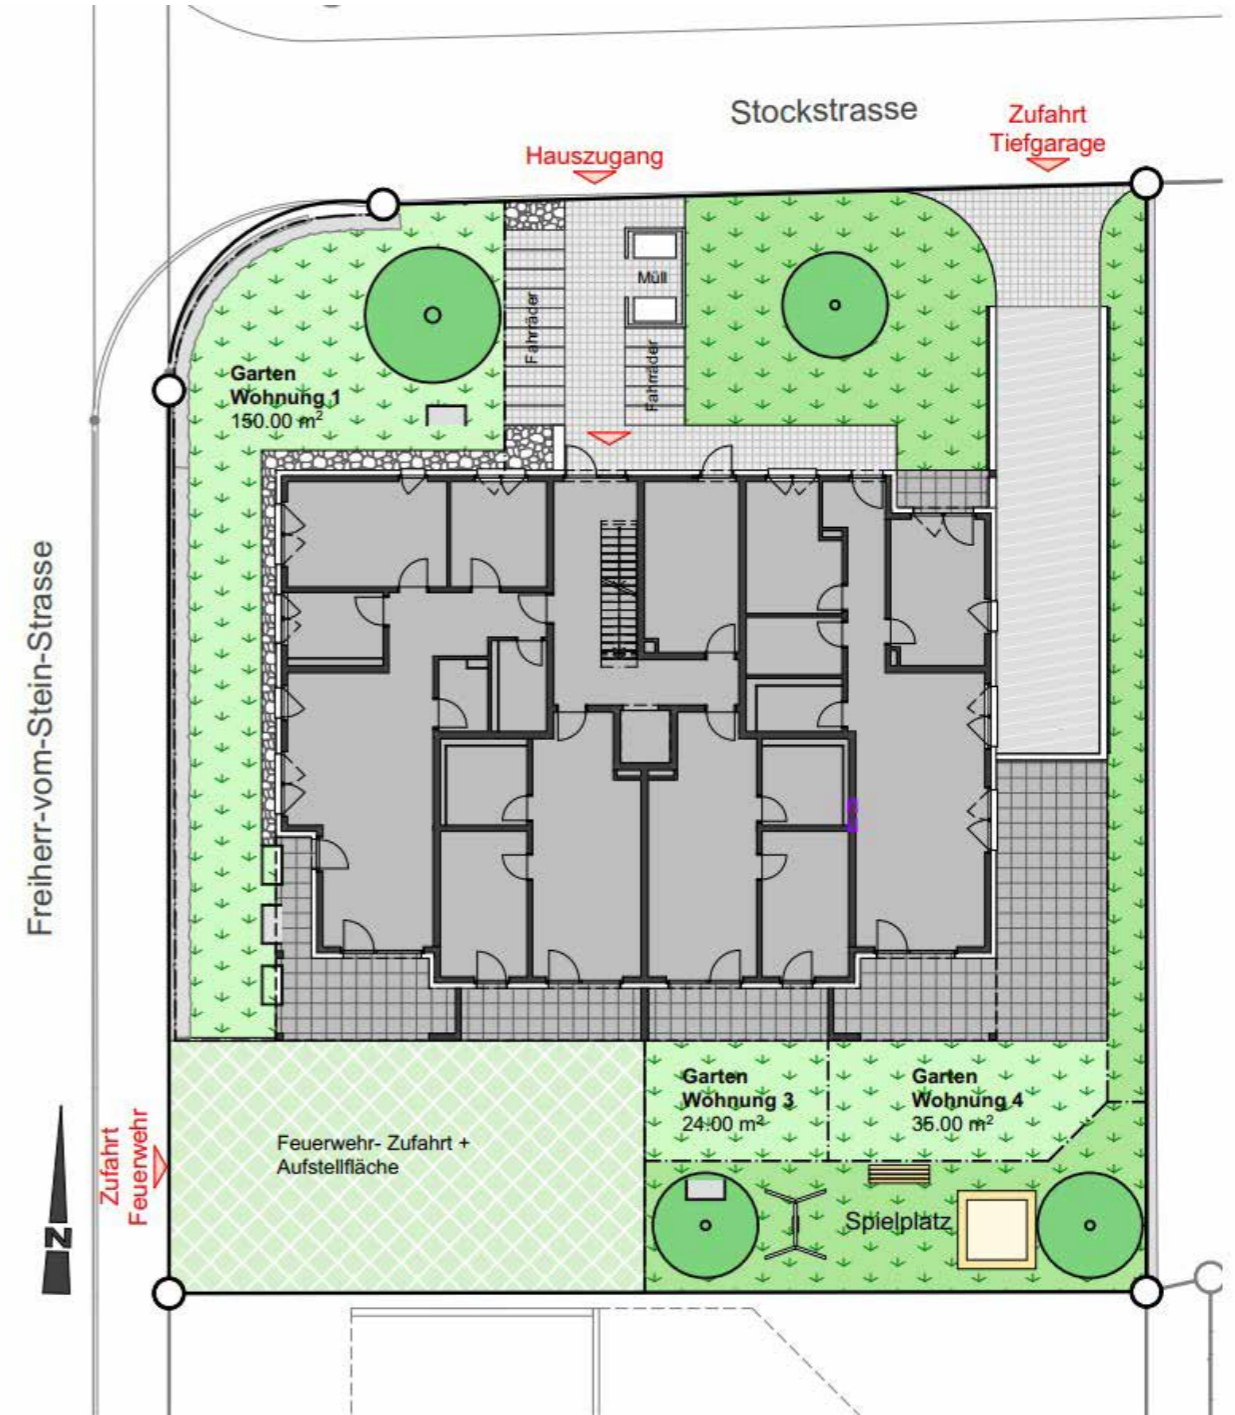 Stockstrasse
Zufahrt
Tiefgarage
Hauszugang
Müll
Fahrräder
Fahrräder
Garten
Wohnung 1
150.00 m²
Freiherr-vom-Stein-Strasse
Garten
Wohnung 3
24.00 m²
Garten
Wohnung 4
35.00 m²
Zufahrt
Feuerwehr
Feuerwehr- Zufahrt +
Aufstellfläche
Spielplatz
N